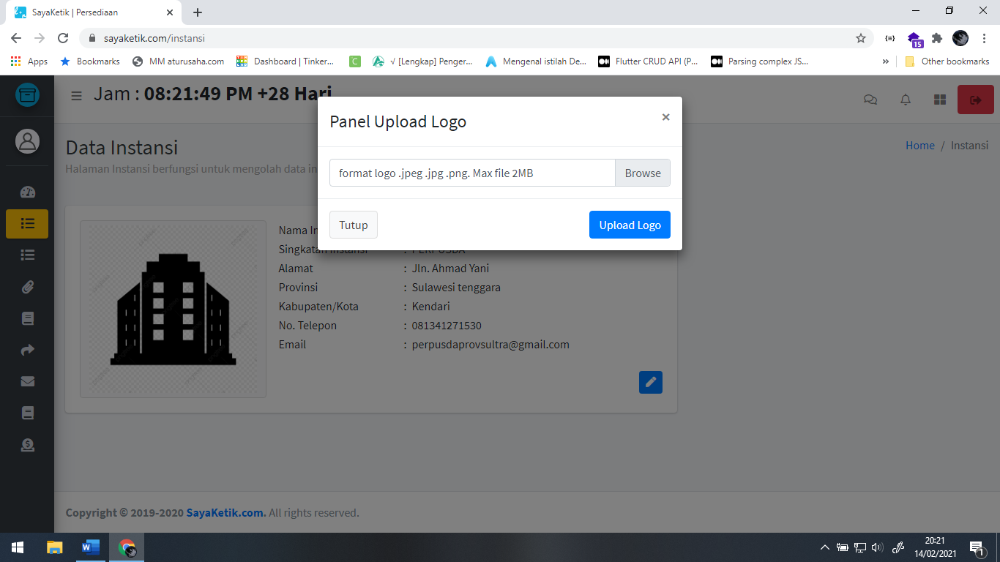 SayaKetik | Persediaan
sayaketik.com/instansi
15
Apps
Bookmarks
MM aturusaha.com
Dashboard | Tinker...
C
√ [Lengkap] Penger...
Mengenal istilah De...
Flutter CRUD API (P...
Parsing complex JS...
»
Other bookmarks
Jam : 08:21:49 PM +28 Hari
Panel Upload Logo
×
Data Instansi
Home / Instansi
Halaman Instansi berfungsi untuk mengolah data in
format logo .jpeg .jpg .png. Max file 2MB
Browse
Tutup
Upload Logo
Nama In
Singkatan Instansi : PERPUSDA
Alamat : Jln. Ahmad Yani
Provinsi : Sulawesi tenggara
Kabupaten/Kota : Kendari
No. Telepon : 081341271530
Email : perpusdaprovsultra@gmail.com
Copyright © 2019-2020 SayaKetik.com. All rights reserved.
20:21
14/02/2021
1